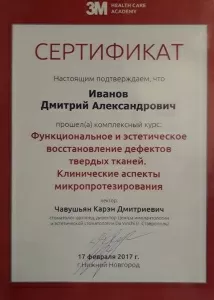 3M HEALTH CARE
ACADEMY
СЕРТИФИКАТ
Настоящим подтверждаем, что
Иванов
Дмитрий Александрович
прошел(а) комплексный курс:
Функциональное и эстетическое
восстановление дефектов
твердых тканей.
Клинические аспекты
микропротезирования
лектор
Чавушьян Карэн Дмитриевич
17 февраля 2017 г.
г.Нижний Новгород